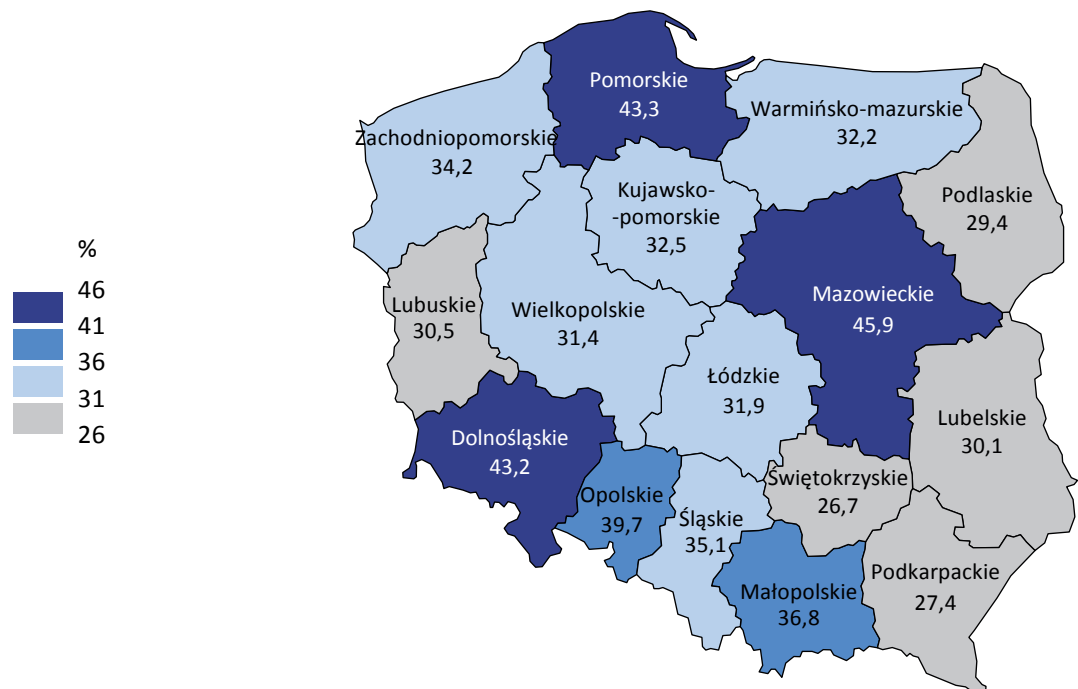 Pomorskie
43,3
Warmińsko-mazurskie
32,2
Zachodniopomorskie
34,2
Kujawsko-
-pomorskie
32,5
Podlaskie
29,4
%
46
41
36
31
26
Lubuskie
30,5
Wielkopolskie
31,4
Mazowieckie
45,9
Łódzkie
31,9
Lubelskie
30,1
Dolnośląskie
43,2
Opolskie
39,7
Śląskie
35,1
Świętokrzyskie
26,7
Małopolskie
36,8
Podkarpackie
27,4